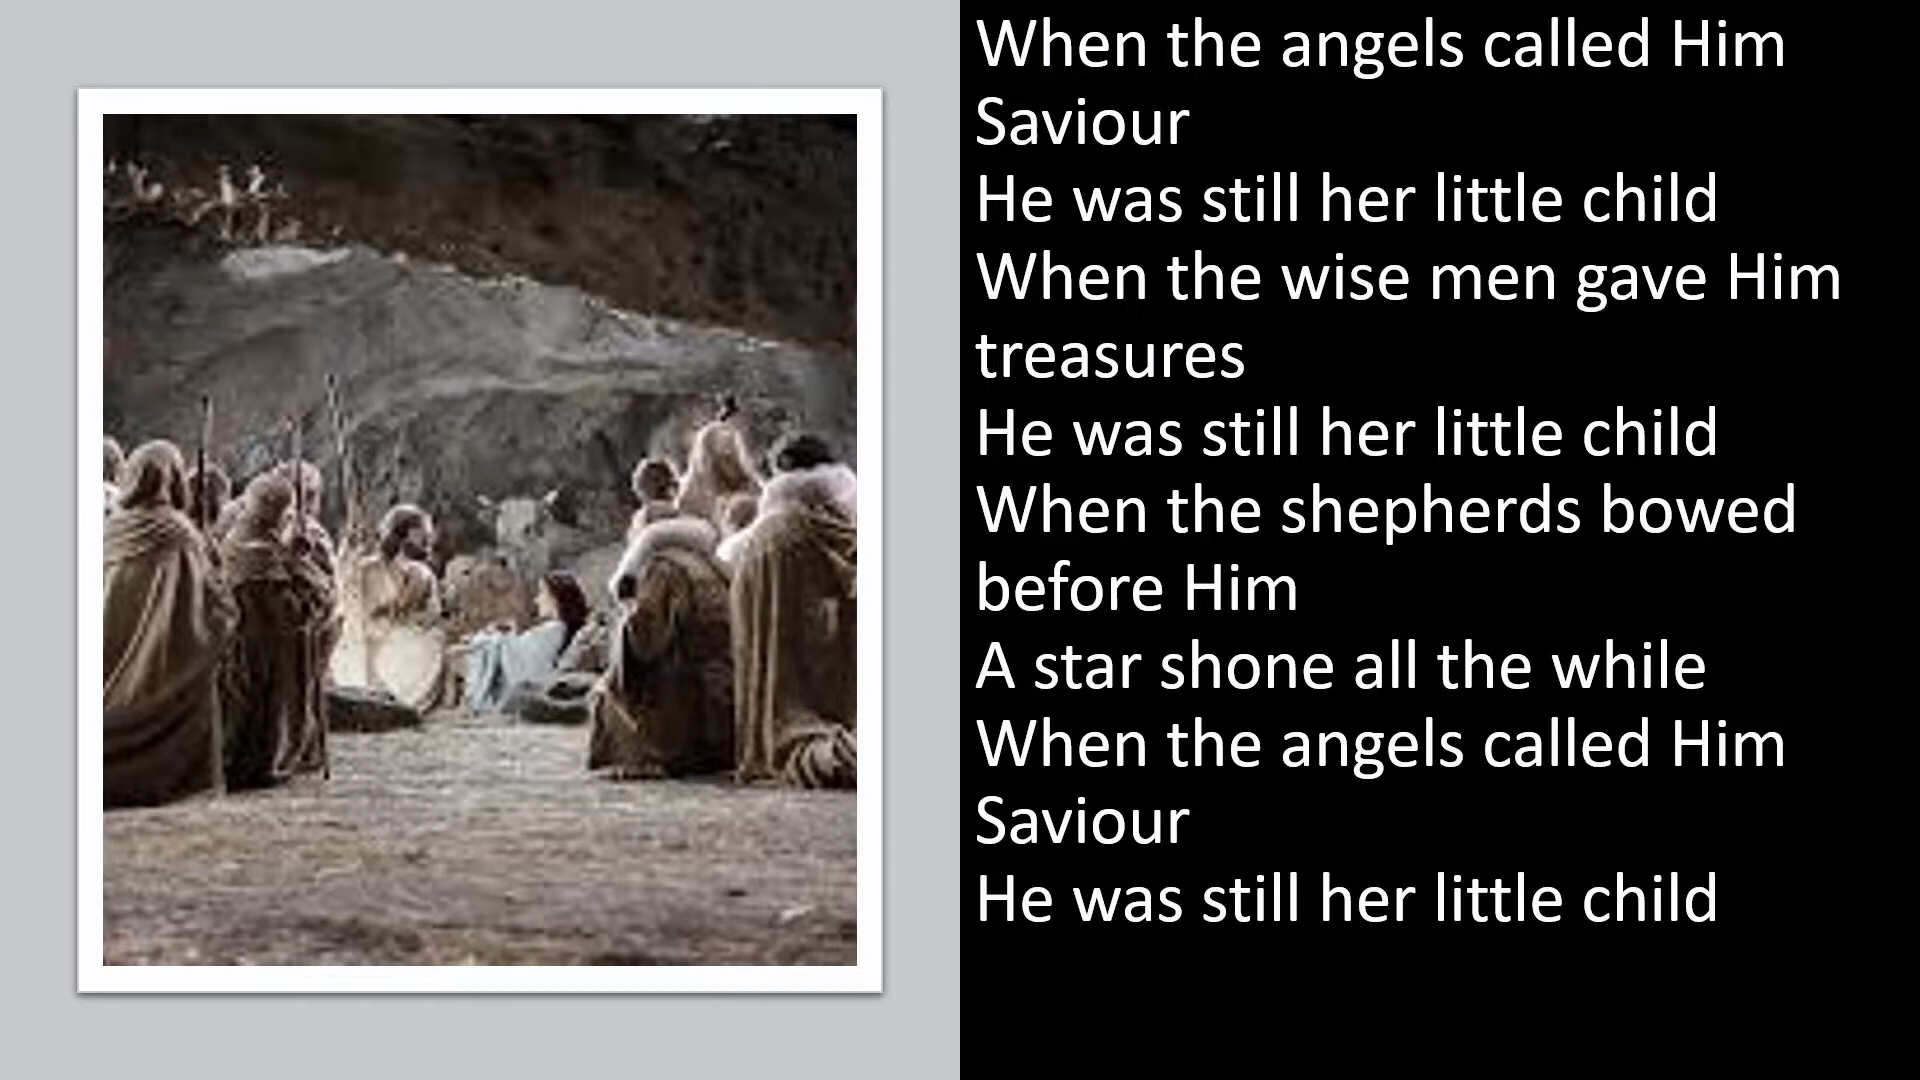 When the angels called Him
Saviour
He was still her little child
When the wise men gave Him
treasures
He was still her little child
When the shepherds bowed
before Him
A star shone all the while
When the angels called Him
Saviour
He was still her little child